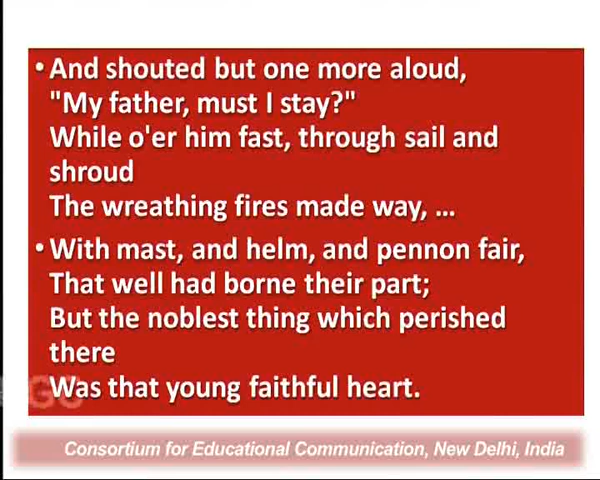 • And shouted but one more aloud,
"My father, must I stay?"
While o'er him fast, through sail and
shroud
The wreathing fires made way, ...
• With mast, and helm, and pennon fair,
That well had borne their part;
But the noblest thing which perished
there
Was that young faithful heart.
Consortium for Educational Communication, New Delhi, India